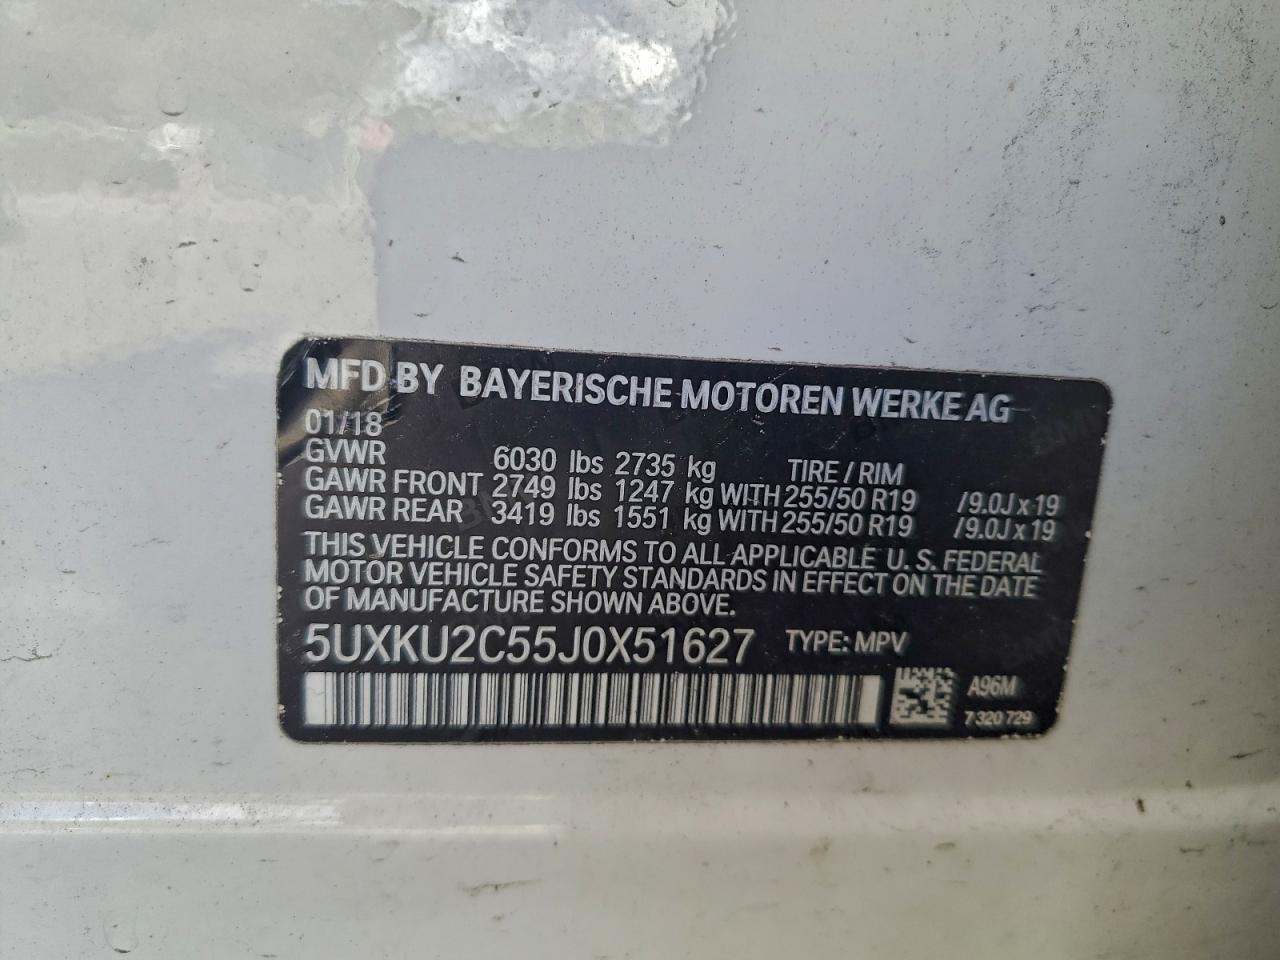 MFD BY BAYERISCHE MOTOREN WERKE AG
01/18
GVWR 6030 lbs 2735 kg TIRE / RIM
GAWR FRONT 2749 lbs 1247 kg WITH 255/50 R19 /9.0J x 19
GAWR REAR 3419 lbs 1551 kg WITH 255/50 R19 /9.0J x 19
THIS VEHICLE CONFORMS TO ALL APPLICABLE U. S. FEDERAL
MOTOR VEHICLE SAFETY STANDARDS IN EFFECT ON THE DATE
OF MANUFACTURE SHOWN ABOVE.
5UXKU2C55J0X51627 TYPE: MPV
A96M
7 320 729